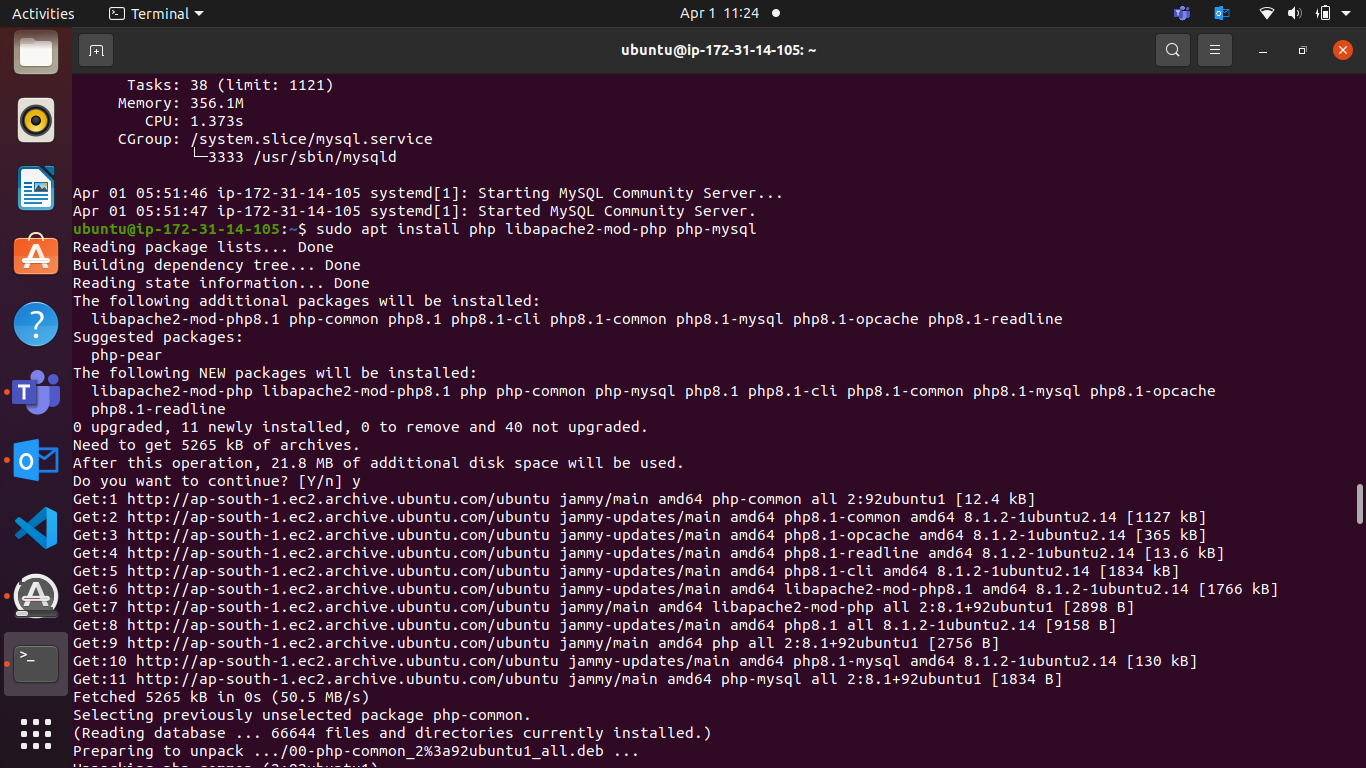 Activities
Terminal
Apr 1 11:24
ubuntu@ip-172-31-14-105: ~
Tasks: 38 (limit: 1121)
Memory: 356.1M
CPU: 1.373s
CGroup: /system.slice/mysql.service
└─3333 /usr/sbin/mysqld
Apr 01 05:51:46 ip-172-31-14-105 systemd[1]: Starting MySQL Community Server...
Apr 01 05:51:47 ip-172-31-14-105 systemd[1]: Started MySQL Community Server.
ubuntu@ip-172-31-14-105:~$ sudo apt install php libapache2-mod-php php-mysql
Reading package lists... Done
Building dependency tree... Done
Reading state information... Done
The following additional packages will be installed:
libapache2-mod-php8.1 php-common php8.1 php8.1-cli php8.1-common php8.1-mysql php8.1-opcache php8.1-readline
Suggested packages:
php-pear
The following NEW packages will be installed:
libapache2-mod-php libapache2-mod-php8.1 php php-common php-mysql php8.1 php8.1-cli php8.1-common php8.1-mysql php8.1-opcache
php8.1-readline
0 upgraded, 11 newly installed, 0 to remove and 40 not upgraded.
Need to get 5265 kB of archives.
After this operation, 21.8 MB of additional disk space will be used.
Do you want to continue? [Y/n] y
Get:1 http://ap-south-1.ec2.archive.ubuntu.com/ubuntu jammy/main amd64 php-common all 2:92ubuntu1 [12.4 kB]
Get:2 http://ap-south-1.ec2.archive.ubuntu.com/ubuntu jammy-updates/main amd64 php8.1-common amd64 8.1.2-1ubuntu2.14 [1127 kB]
Get:3 http://ap-south-1.ec2.archive.ubuntu.com/ubuntu jammy-updates/main amd64 php8.1-opcache amd64 8.1.2-1ubuntu2.14 [365 kB]
Get:4 http://ap-south-1.ec2.archive.ubuntu.com/ubuntu jammy-updates/main amd64 php8.1-readline amd64 8.1.2-1ubuntu2.14 [13.6 kB]
Get:5 http://ap-south-1.ec2.archive.ubuntu.com/ubuntu jammy-updates/main amd64 php8.1-cli amd64 8.1.2-1ubuntu2.14 [1834 kB]
Get:6 http://ap-south-1.ec2.archive.ubuntu.com/ubuntu jammy-updates/main amd64 libapache2-mod-php8.1 amd64 8.1.2-1ubuntu2.14 [1766 kB]
Get:7 http://ap-south-1.ec2.archive.ubuntu.com/ubuntu jammy/main amd64 libapache2-mod-php all 2:8.1+92ubuntu1 [2898 B]
Get:8 http://ap-south-1.ec2.archive.ubuntu.com/ubuntu jammy-updates/main amd64 php8.1 all 8.1.2-1ubuntu2.14 [9158 B]
Get:9 http://ap-south-1.ec2.archive.ubuntu.com/ubuntu jammy/main amd64 php all 2:8.1+92ubuntu1 [2756 B]
Get:10 http://ap-south-1.ec2.archive.ubuntu.com/ubuntu jammy-updates/main amd64 php8.1-mysql amd64 8.1.2-1ubuntu2.14 [130 kB]
Get:11 http://ap-south-1.ec2.archive.ubuntu.com/ubuntu jammy/main amd64 php-mysql all 2:8.1+92ubuntu1 [1834 B]
Fetched 5265 kB in 0s (50.5 MB/s)
Selecting previously unselected package php-common.
(Reading database ... 66644 files and directories currently installed.)
Preparing to unpack .../00-php-common_2%3a92ubuntu1_all.deb ...